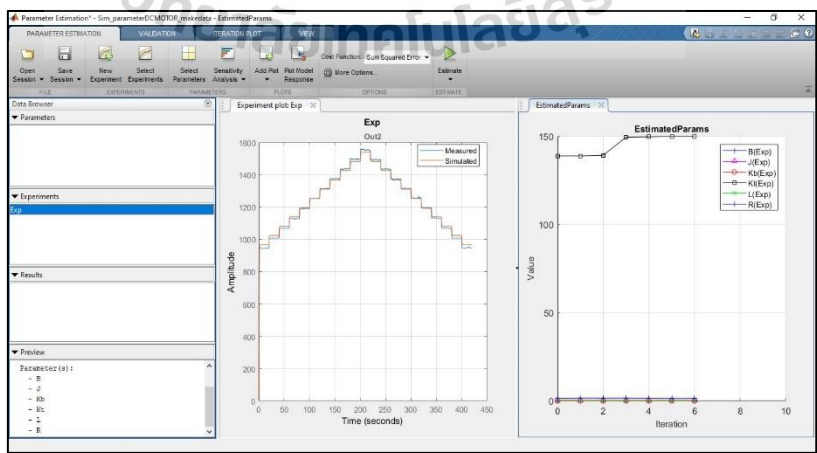 Parameter Estimation* - Sim_parameterDCMOTOR_makedata - EstimatedParams
PARAMETER ESTIMATION VALIDATION ITERATION PLOT VIEW
Open Session Save Session New Experiment Select Experiments Select Parameters Sensitivity Analysis Add Plot Plot Model Response Cost Function: Sum Squared Error More Options... Estimate
FILE EXPERIMENTS PARAMETERS PLOTS OPTIONS ESTIMATE
Data Browser
Parameters
Experiments
Exp
Results
Preview
Parameter(s):
- B
- J
- Kb
- Kt
- L
- R
Experiment plot: Exp
Exp
Out2
Measured
Simulated
Amplitude
1600
1400
1200
1000
800
600
400
200
0
0 50 100 150 200 250 300 350 400 450
Time (seconds)
EstimatedParams
EstimatedParams
B(Exp)
J(Exp)
Kb(Exp)
Kt(Exp)
L(Exp)
R(Exp)
Value
150
100
50
0
0 2 4 6 8 10
Iteration